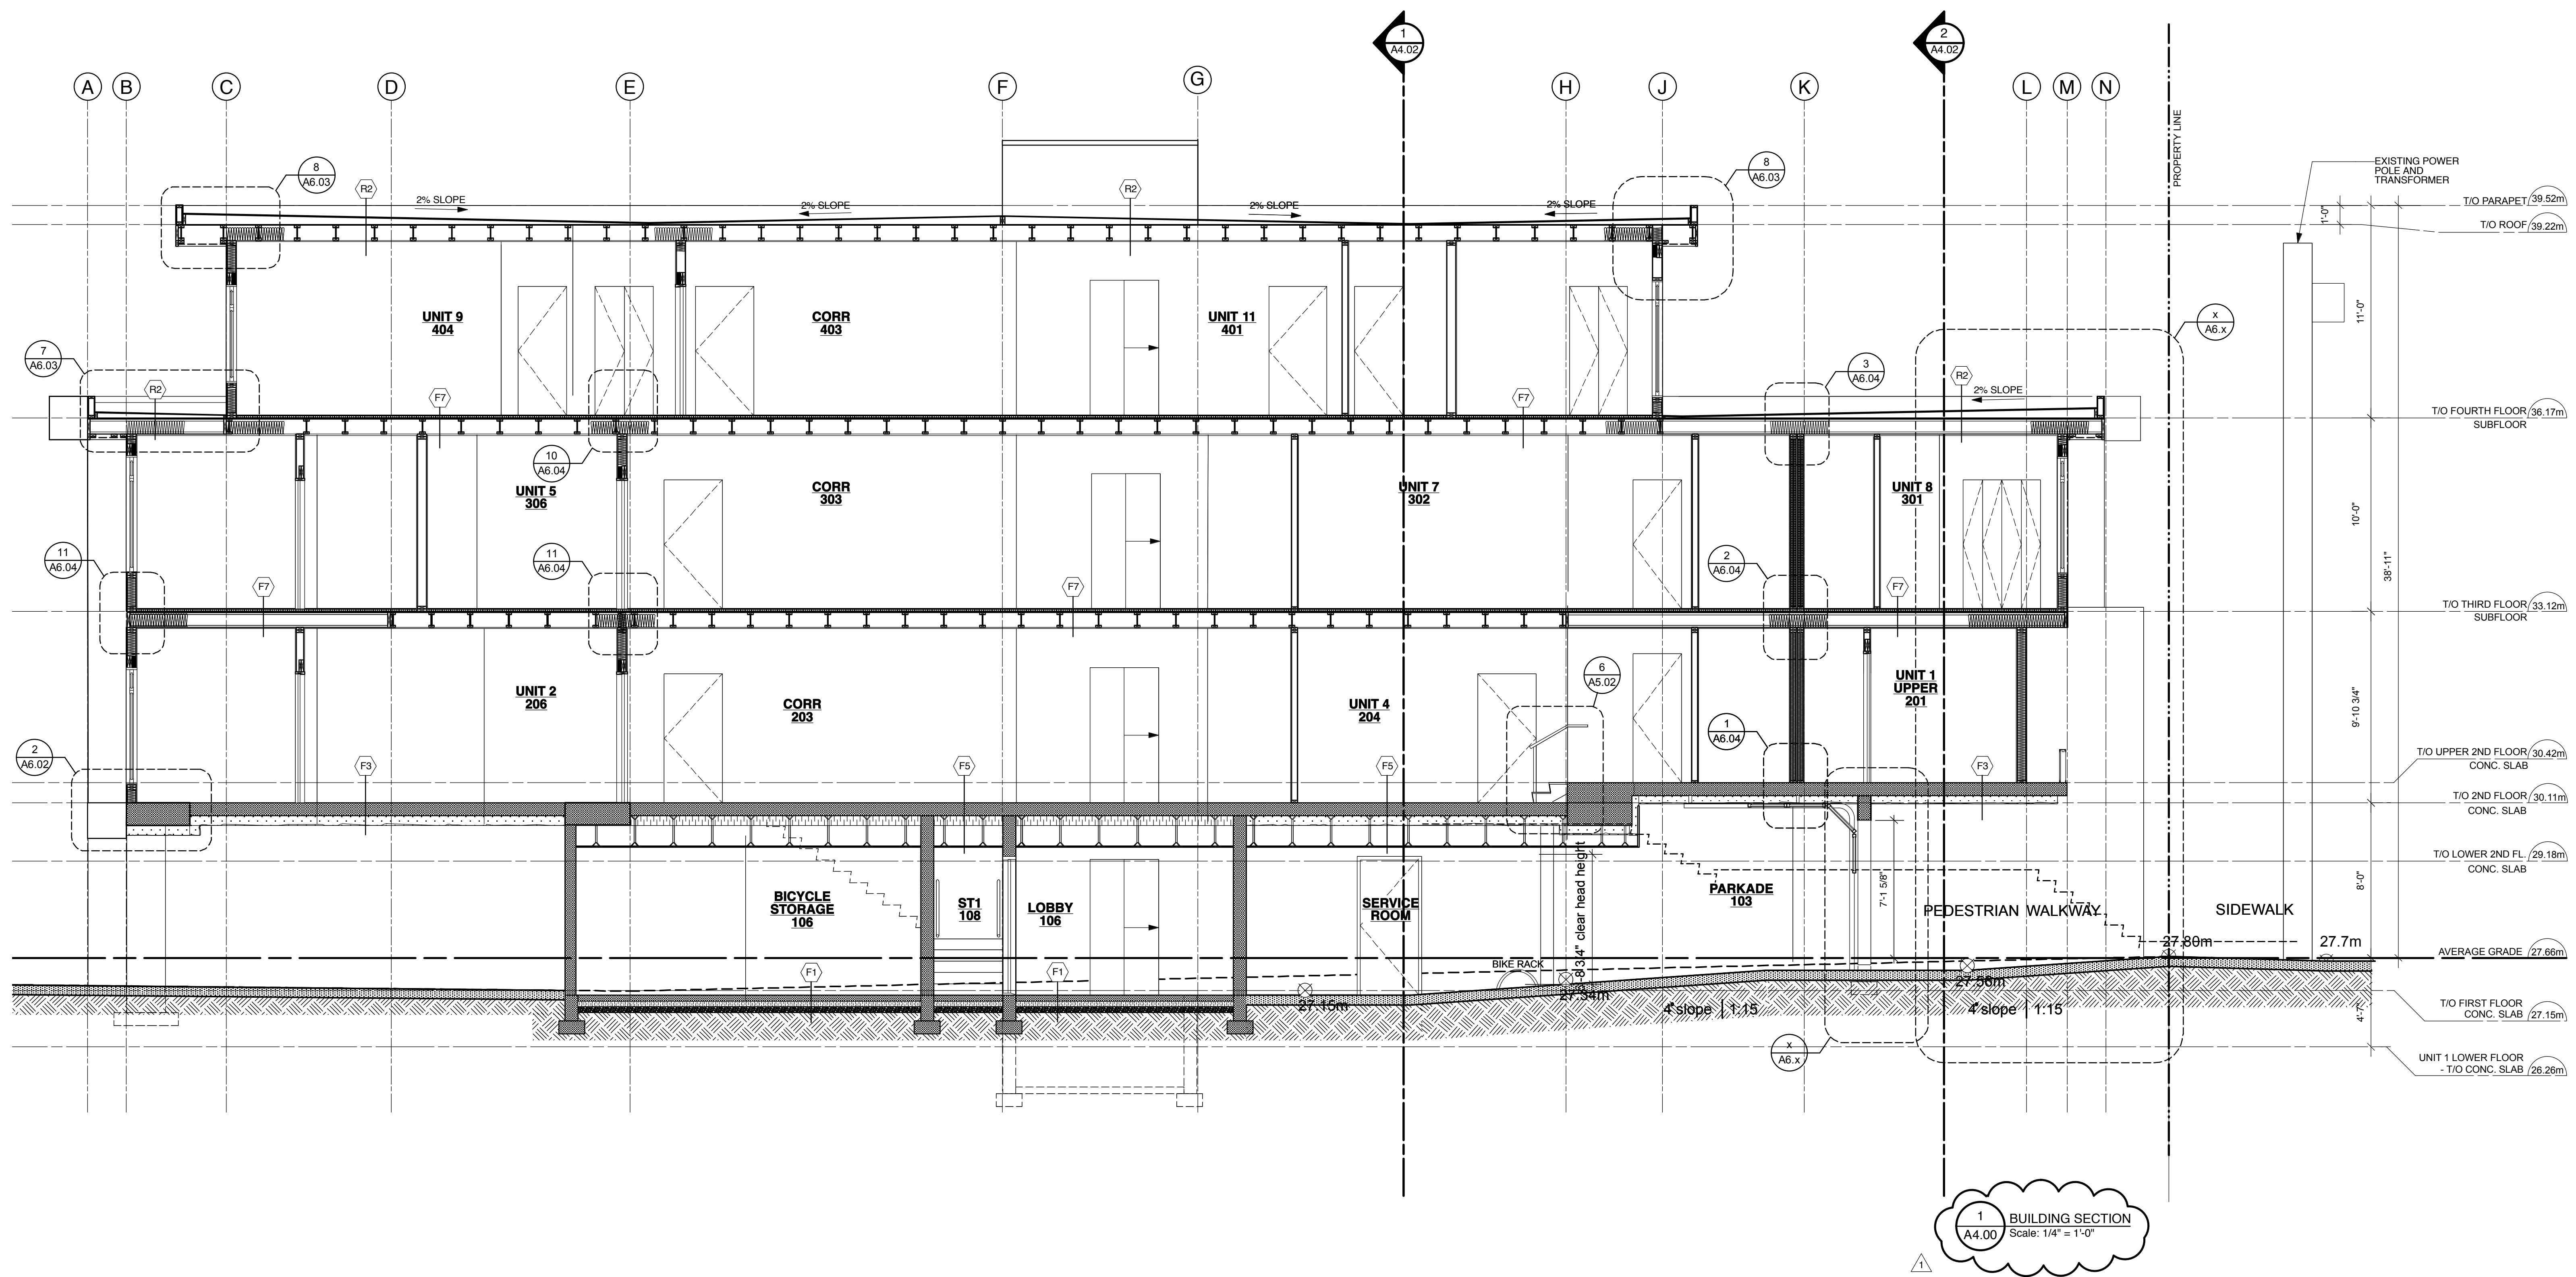 1
A4.02
2
A4.02
A
B
C
D
E
F
G
H
J
K
L
M
N
PROPERTY LINE
8
A6.03
8
A6.03
EXISTING POWER
POLE AND
TRANSFORMER
R2
2% SLOPE
2% SLOPE
R2
2% SLOPE
2% SLOPE
T/O PARAPET 39.52m
1'-0"
T/O ROOF 39.22m
UNIT 9
404
CORR
403
UNIT 11
401
11'-0"
x
A6.x
7
A6.03
R2
F7
F7
3
A6.04
R2
2% SLOPE
T/O FOURTH FLOOR 36.17m
SUBFLOOR
10
A6.04
UNIT 5
306
CORR
303
UNIT 7
302
UNIT 8
301
10'-0"
38'-11"
11
A6.04
11
A6.04
2
A6.04
F7
F7
F7
T/O THIRD FLOOR 33.12m
SUBFLOOR
6
A5.02
UNIT 2
206
CORR
203
UNIT 4
204
UNIT 1
UPPER
201
9'-10 3/4"
1
A6.04
2
A6.02
F3
F5
F5
F3
T/O UPPER 2ND FLOOR 30.42m
CONC. SLAB
T/O 2ND FLOOR 30.11m
CONC. SLAB
T/O LOWER 2ND FL. 29.18m
CONC. SLAB
8'-0"
7'-1 5/8"
8 3/4" clear head height
BICYCLE
STORAGE
106
ST1
108
LOBBY
106
SERVICE
ROOM
PARKADE
103
PEDESTRIAN WALKWAY
SIDEWALK
27.80m
27.7m
AVERAGE GRADE 27.66m
BIKE RACK
F1
F1
27.15m
27.34m
27.56m
4' slope 1:15
4' slope 1:15
T/O FIRST FLOOR
CONC. SLAB 27.15m
4'-7"
x
A6.x
UNIT 1 LOWER FLOOR
- T/O CONC. SLAB 26.26m
1
A4.00
BUILDING SECTION
Scale: 1/4" = 1'-0"
1